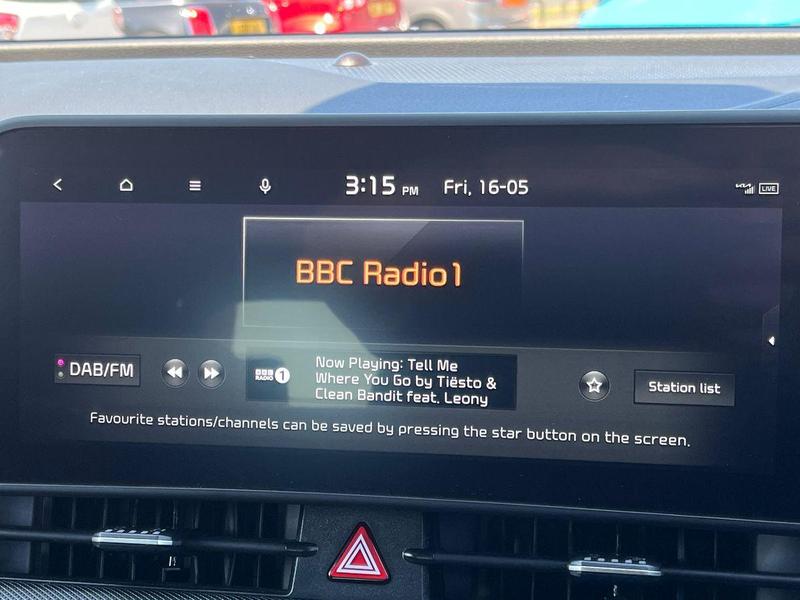 3:15 PM Fri, 16-05
LIVE
BBC Radio1
DAB/FM
BBC
RADIO 1
Now Playing: Tell Me
Where You Go by Tiësto &
Clean Bandit feat. Leony
Station list
Favourite stations/channels can be saved by pressing the star button on the screen.